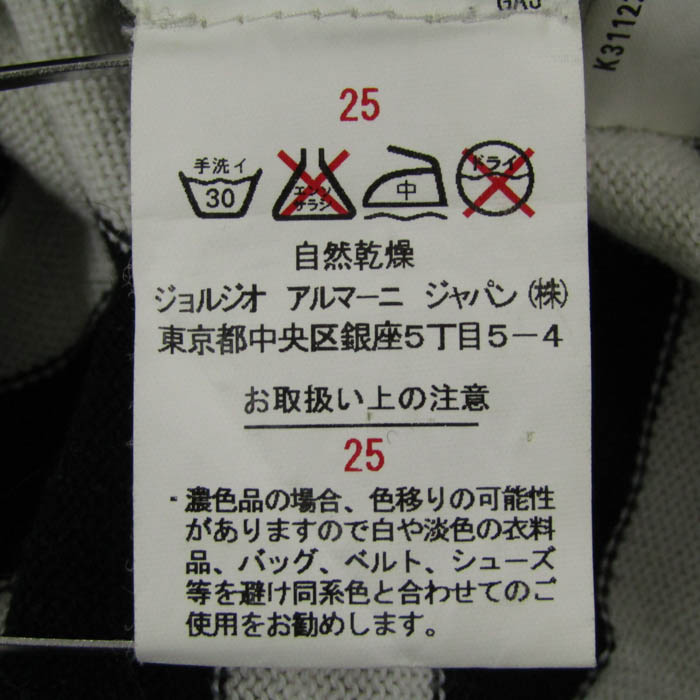 25
手洗イ
30
エンソ
サラシ
中
ドライ
自然乾燥
ジョルジオ アルマーニ ジャパン(株)
東京都中央区銀座5丁目5-4
お取扱い上の注意
25
・濃色品の場合、色移りの可能性
がありますので白や淡色の衣料
品、バッグ、ベルト、シューズ
等を避け同系色と合わせてのご
使用をお勧めします。